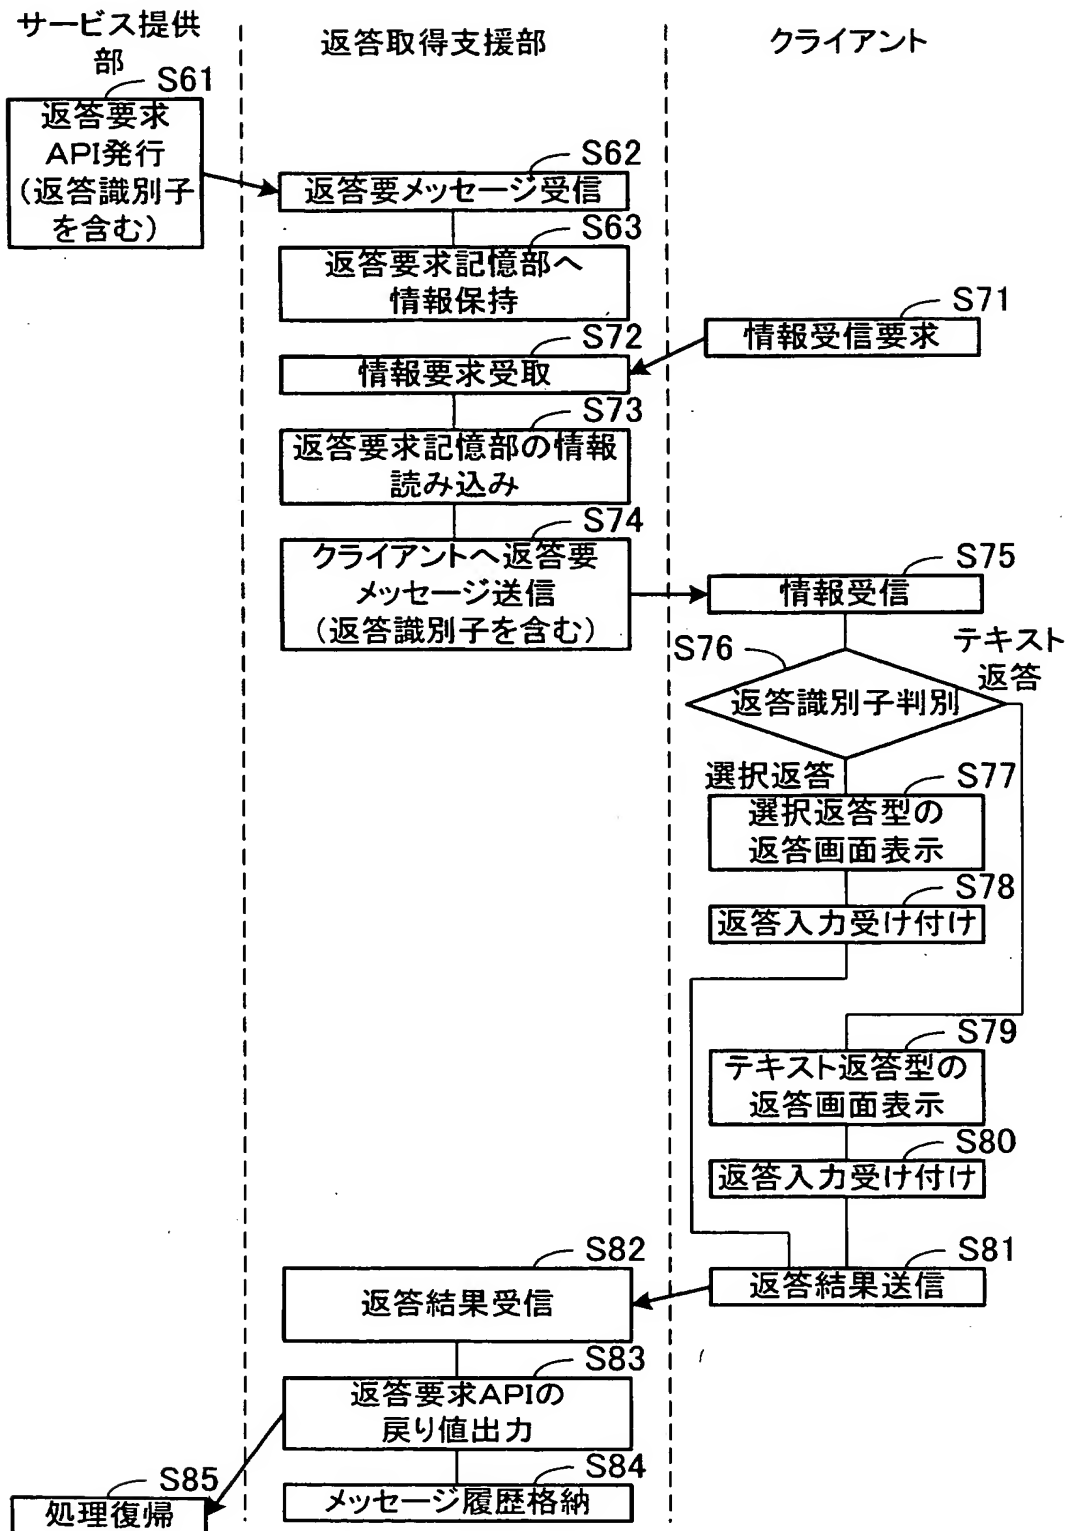 サービス提供
部
返答取得支援部
クライアント
S61
返答要求
API発行
(返答識別子
を含む)
S62
返答要メッセージ受信
S63
返答要求記憶部へ
情報保持
S71
情報受信要求
S72
情報要求受取
S73
返答要求記憶部の情報
読み込み
S74
クライアントへ返答要
メッセージ送信
(返答識別子を含む)
S75
情報受信
S76
テキスト
返答
返答識別子判別
選択返答
S77
選択返答型の
返答画面表示
S78
返答入力受け付け
S79
テキスト返答型の
返答画面表示
S80
返答入力受け付け
S81
返答結果送信
S82
返答結果受信
S83
返答要求APIの
戻り値出力
S84
メッセージ履歴格納
S85
処理復帰